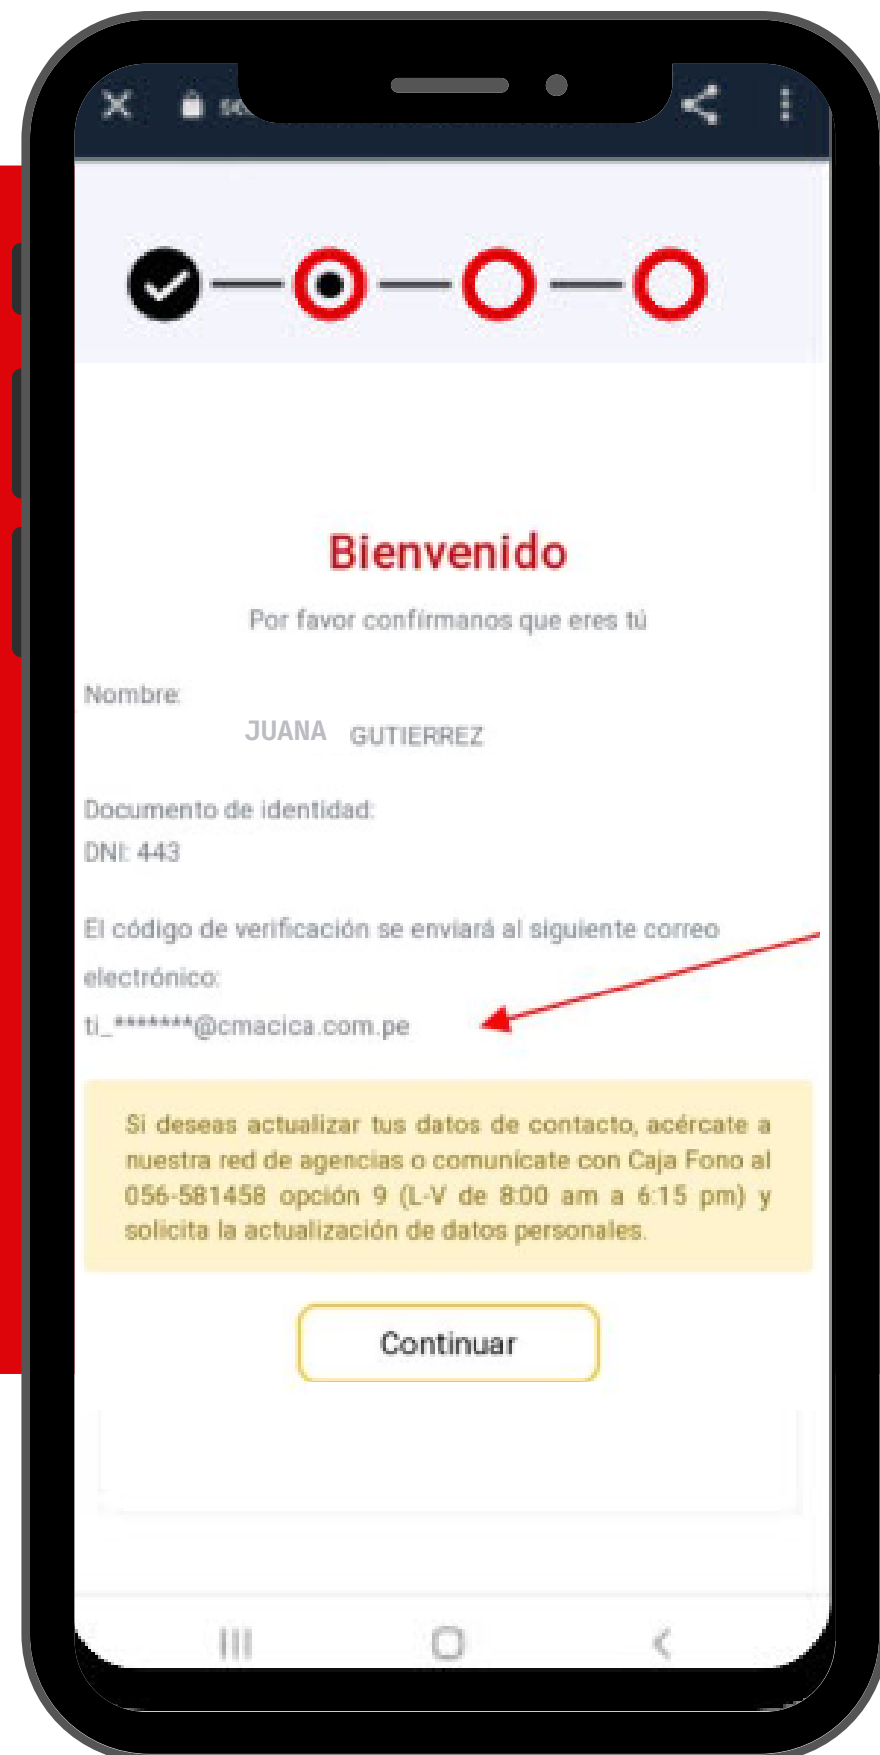 Bienvenido
Por favor confírmanos que eres tú
Nombre:
JUANA GUTIERREZ
Documento de identidad:
DNI: 443
El código de verificación se enviará al siguiente correo
electrónico:
ti_*******@cmacica.com.pe
Si deseas actualizar tus datos de contacto, acércate a
nuestra red de agencias o comunícate con Caja Fono al
056-581458 opción 9 (L-V de 8:00 am a 6:15 pm) y
solicita la actualización de datos personales.
Continuar